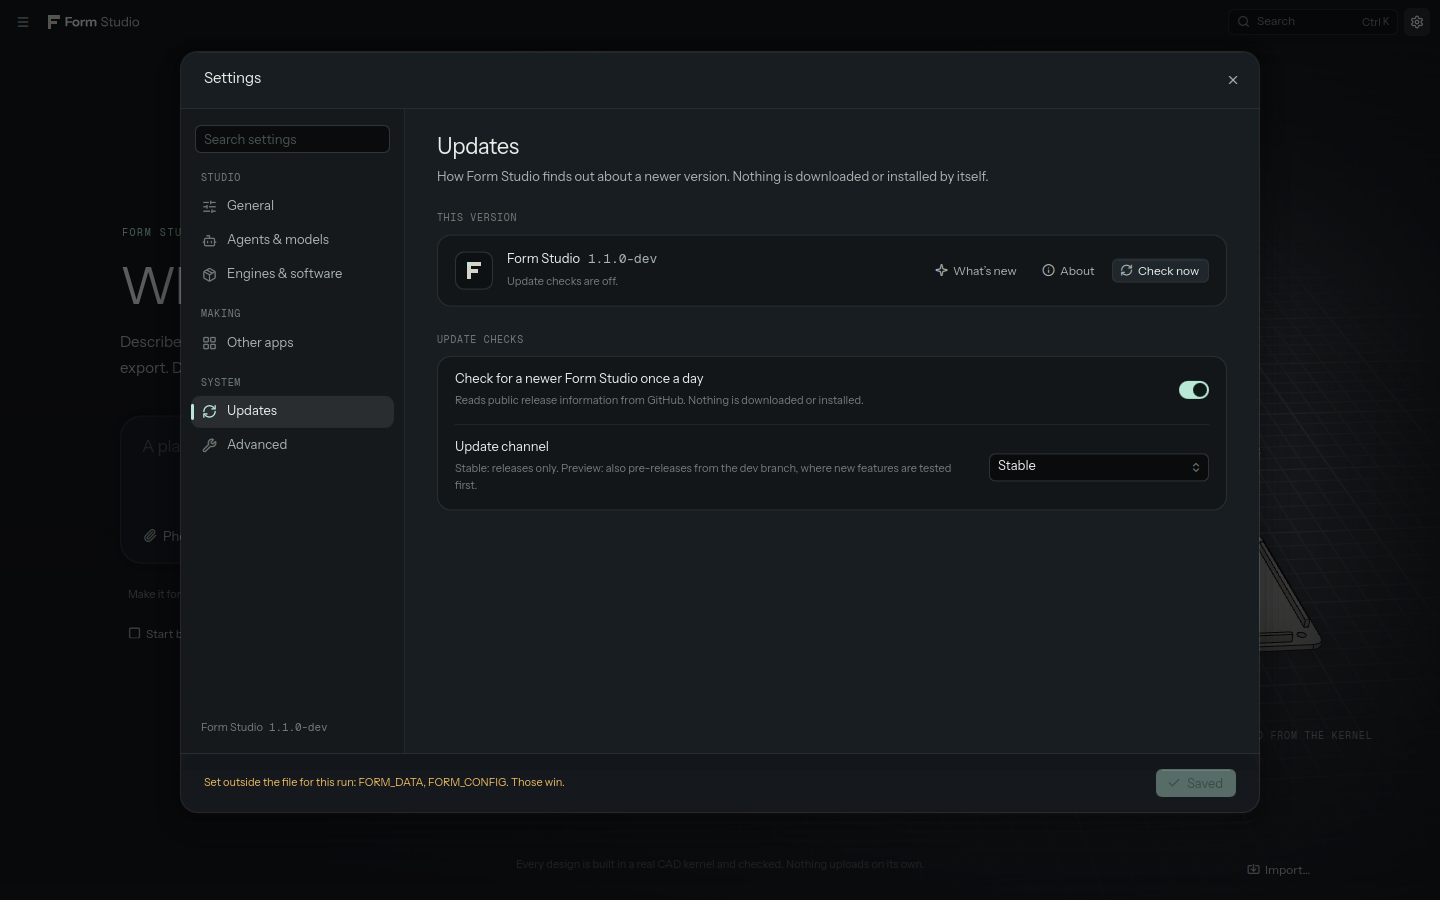 Form Studio
Search
Ctrl K
Settings
Search settings
STUDIO
General
Agents & models
Engines & software
MAKING
Other apps
SYSTEM
Updates
Advanced
Form Studio 1.1.0-dev
Updates
How Form Studio finds out about a newer version. Nothing is downloaded or installed by itself.
THIS VERSION
F
Form Studio 1.1.0-dev
Update checks are off.
What's new
About
Check now
UPDATE CHECKS
Check for a newer Form Studio once a day
Reads public release information from GitHub. Nothing is downloaded or installed.
Update channel
Stable: releases only. Preview: also pre-releases from the dev branch, where new features are tested
first.
Stable
Set outside the file for this run: FORM_DATA, FORM_CONFIG. Those win.
Saved
FORM STU
Describe
export.
A pla
Make it for
Start
FROM THE KERNEL
Every design is built in a real CAD kernel and checked. Nothing uploads on its own.
Import...